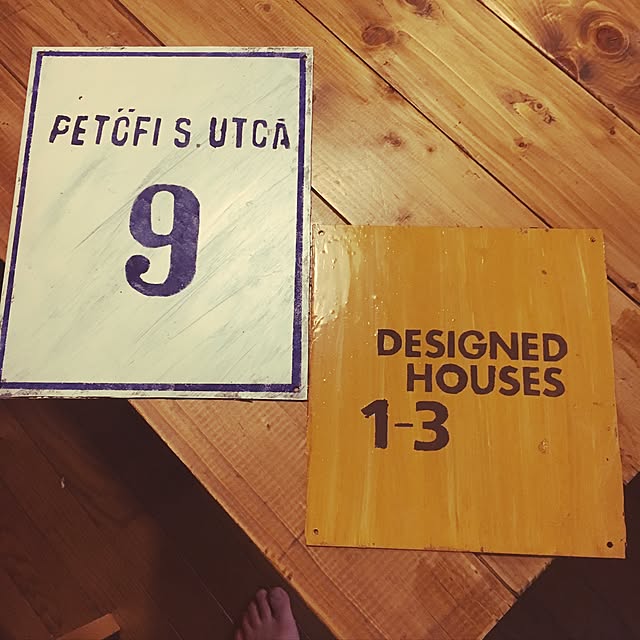 PETŐFI S. UTCA
9
DESIGNED
HOUSES
1-3